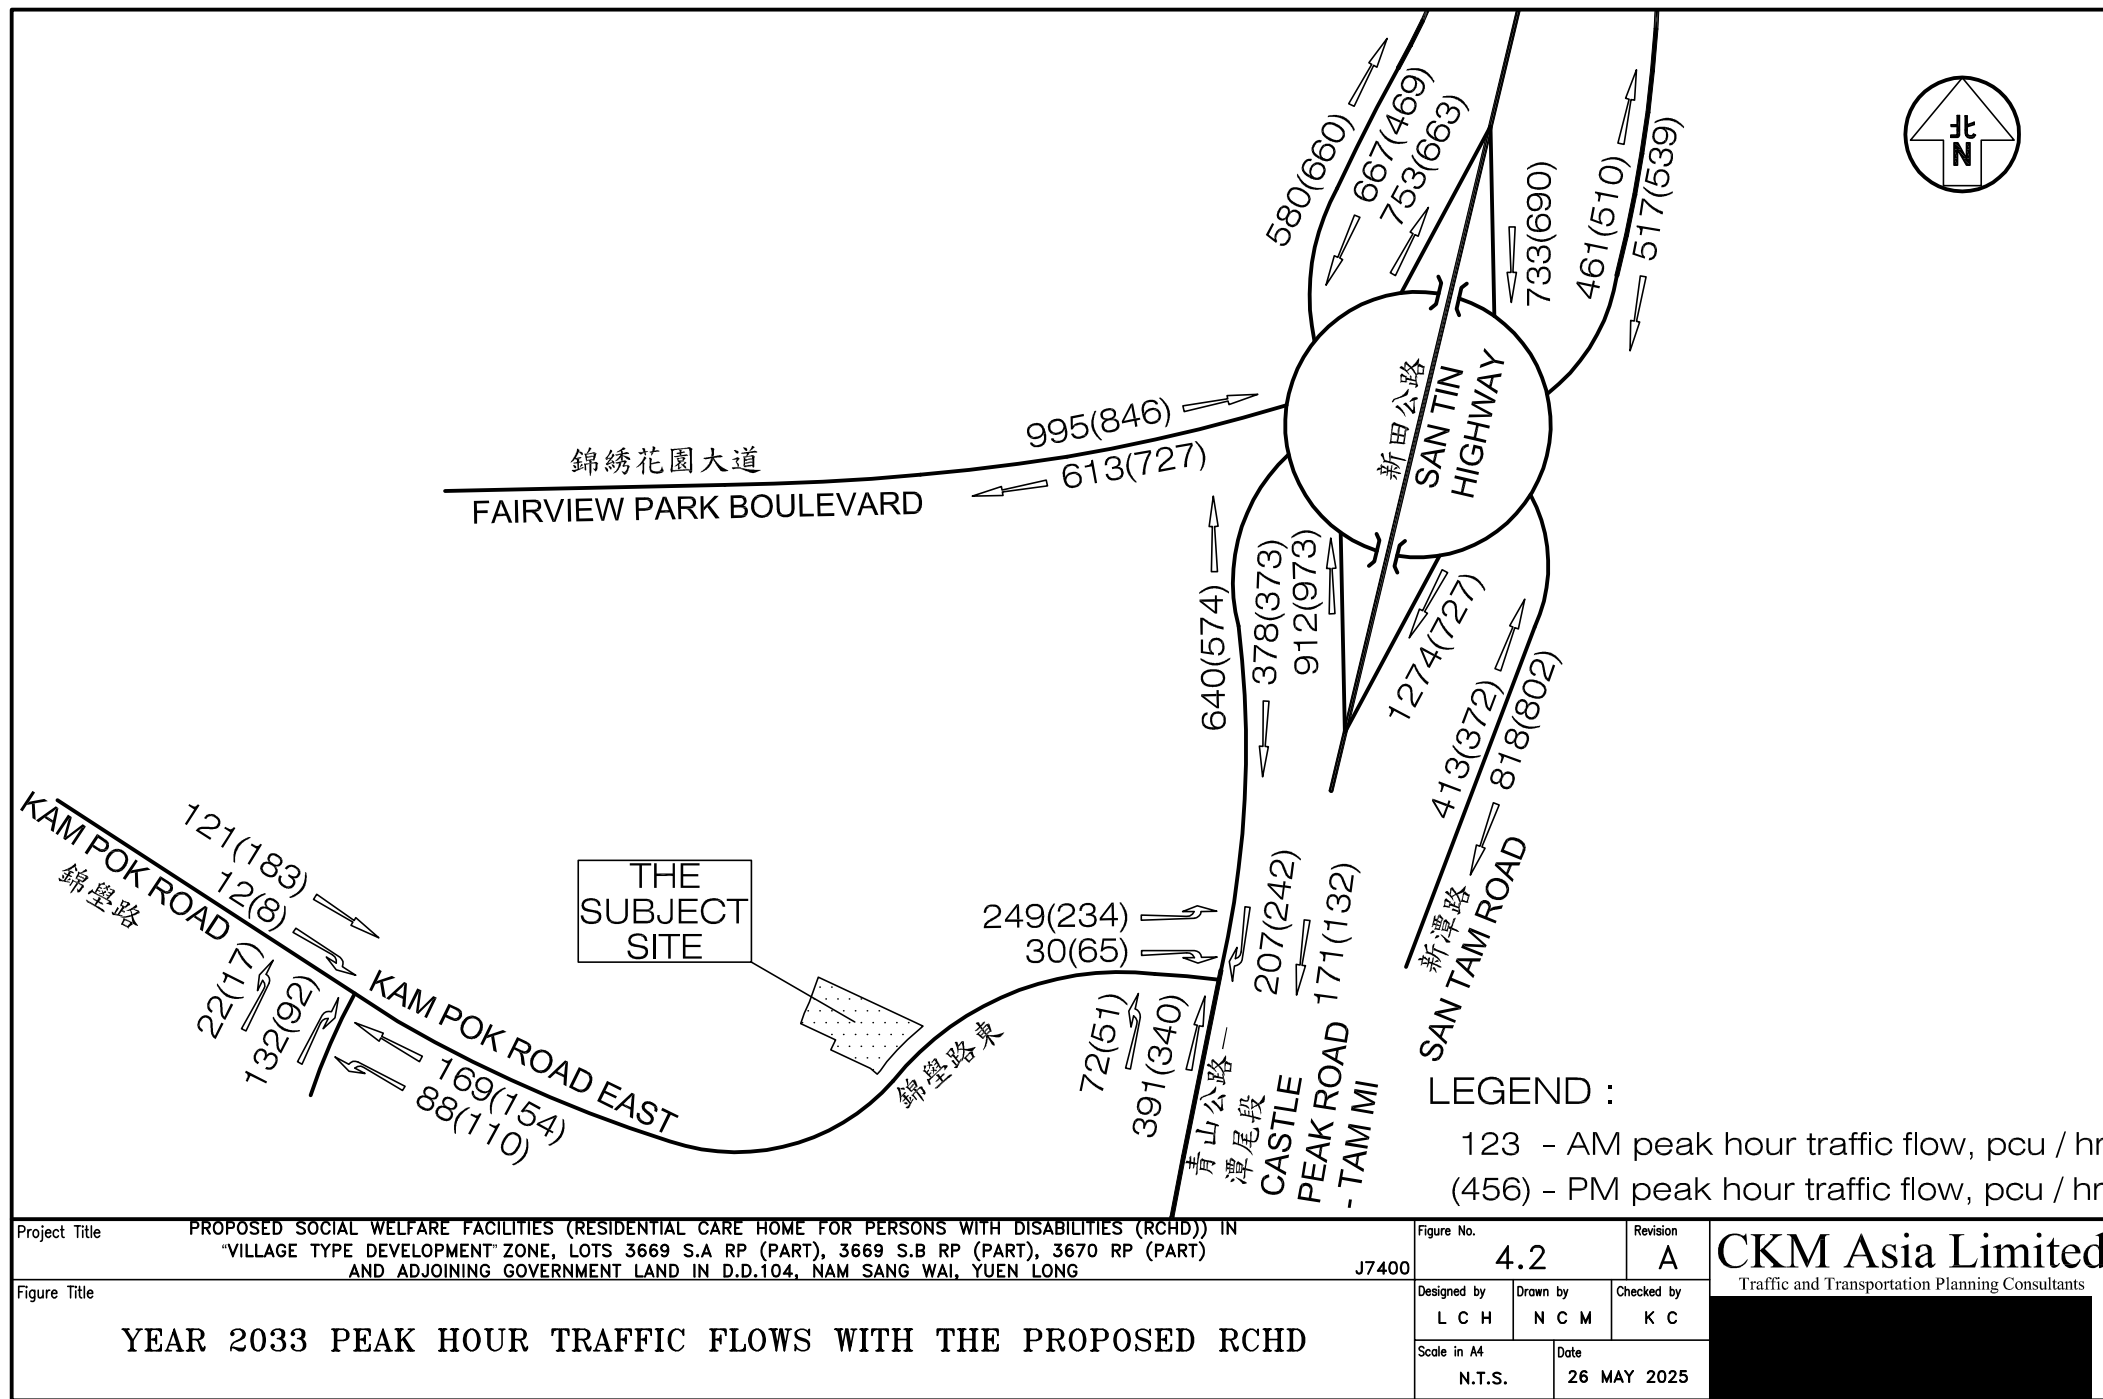 580(660)
667(469)
753(663)
733(690)
461(510)
517(539)
北
N
新田公路
SAN TIN
HIGHWAY
995(846)
613(727)
錦綉花園大道
FAIRVIEW PARK BOULEVARD
640(574)
378(373)
912(973)
1274(727)
413(372)
818(802)
新潭路
SAN TAM ROAD
121(183)
12(8)
KAM POK ROAD
錦壆路
22(17)
132(92)
KAM POK ROAD EAST
169(154)
88(110)
THE
SUBJECT
SITE
錦壆路東
249(234)
30(65)
207(242)
171(132)
72(51)
391(340)
青山公路－
潭尾段
CASTLE
PEAK ROAD
- TAM MI
LEGEND :
123 - AM peak hour traffic flow, pcu / hr
(456) - PM peak hour traffic flow, pcu / hr
Project Title
PROPOSED SOCIAL WELFARE FACILITIES (RESIDENTIAL CARE HOME FOR PERSONS WITH DISABILITIES (RCHD)) IN
"VILLAGE TYPE DEVELOPMENT" ZONE, LOTS 3669 S.A RP (PART), 3669 S.B RP (PART), 3670 RP (PART)
AND ADJOINING GOVERNMENT LAND IN D.D.104, NAM SANG WAI, YUEN LONG
J7400
Figure No.
4.2
Revision
A
CKM Asia Limited
Traffic and Transportation Planning Consultants
Figure Title
YEAR 2033 PEAK HOUR TRAFFIC FLOWS WITH THE PROPOSED RCHD
Designed by
L C H
Drawn by
N C M
Checked by
K C
Scale in A4
N.T.S.
Date
26 MAY 2025